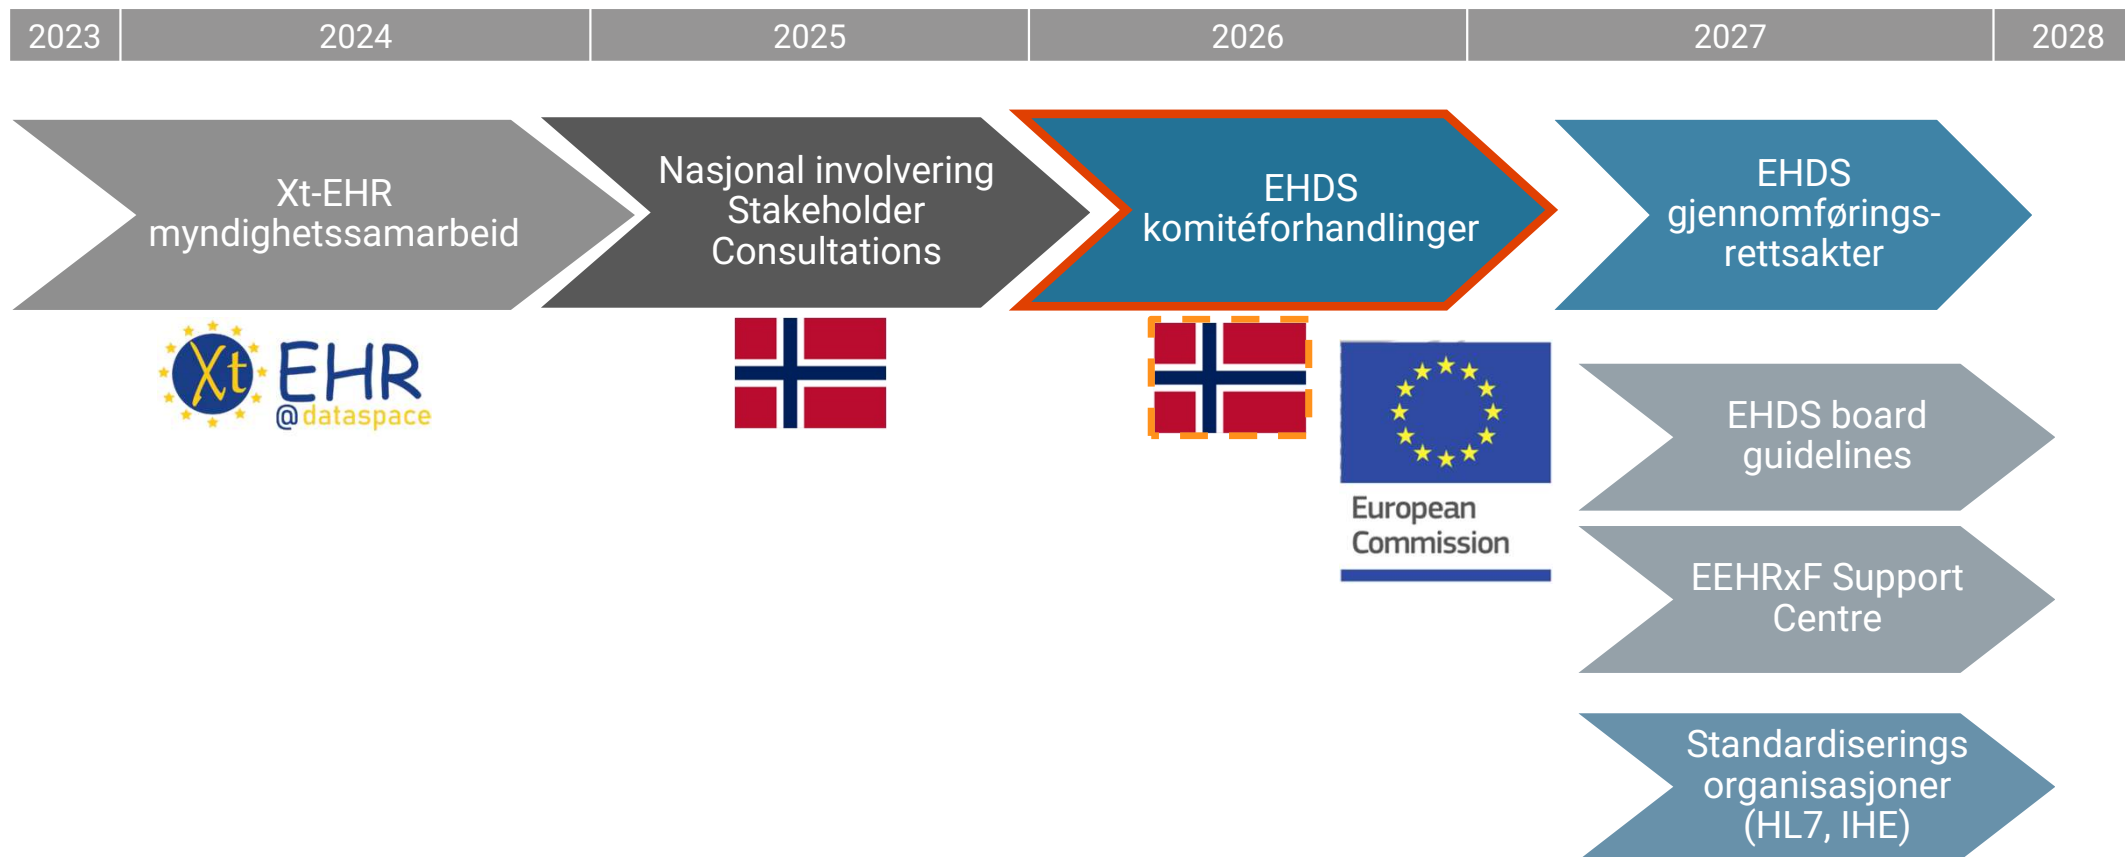 2023
2024
2025
2026
2027
2028
Xt-EHR
myndighetssamarbeid
Nasjonal involvering
Stakeholder
Consultations
EHDS
komitéforhandlinger
EHDS
gjennomførings-
rettsakter
Xt EHR
@dataspace
European
Commission
EHDS board
guidelines
EEHRxF Support
Centre
Standardiserings
organisasjoner
(HL7, IHE)